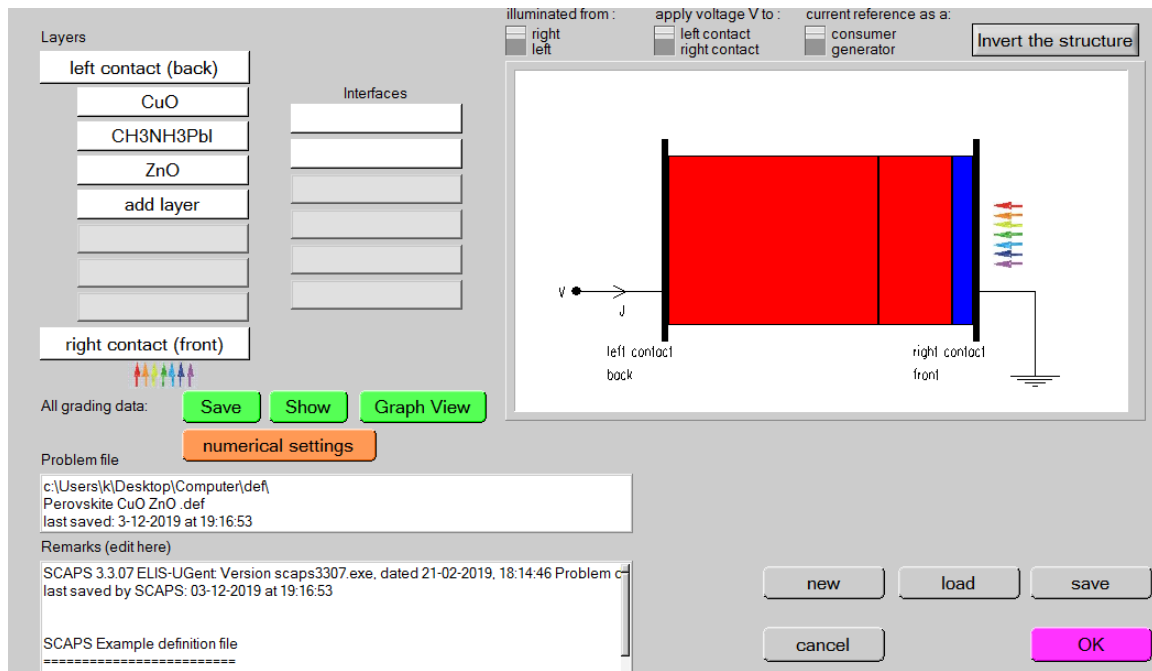 illuminated from :
apply voltage V to :
current reference as a:
right
left
left contact
right contact
consumer
generator
Invert the structure
Layers
left contact (back)
CuO
CH3NH3PbI
ZnO
add layer
right contact (front)
Interfaces
V
J
left contact
back
right contact
front
All grading data:
Save
Show
Graph View
numerical settings
Problem file
c:\Users\k\Desktop\Computer\def\
Perovskite CuO ZnO .def
last saved: 3-12-2019 at 19:16:53
Remarks (edit here)
SCAPS 3.3.07 ELIS-UGent: Version scaps3307.exe, dated 21-02-2019, 18:14:46 Problem
last saved by SCAPS: 03-12-2019 at 19:16:53
SCAPS Example definition file
=========================
new
load
save
cancel
OK